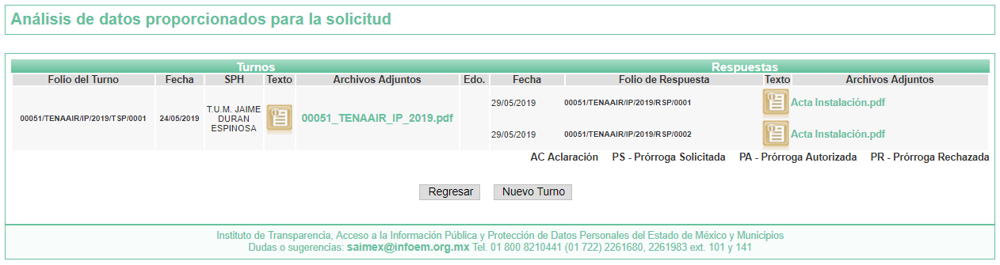 Análisis de datos proporcionados para la solicitud
Turnos Respuestas
Folio del Turno Fecha SPH Texto Archivos Adjuntos Edo. Fecha Folio de Respuesta Texto Archivos Adjuntos
00051/TENAAIR/IP/2019/TSP/0001 24/05/2019 T.U.M. JAIME DURAN ESPINOSA 00051_TENAAIR_IP_2019.pdf
29/05/2019 00051/TENAAIR/IP/2019/RSP/0001 Acta Instalación.pdf
29/05/2019 00051/TENAAIR/IP/2019/RSP/0002 Acta Instalación.pdf
AC Aclaración PS - Prórroga Solicitada PA - Prórroga Autorizada PR - Prórroga Rechazada
Regresar Nuevo Turno
Instituto de Transparencia, Acceso a la Información Pública y Protección de Datos Personales del Estado de México y Municipios
Dudas o sugerencias: saimex@infoem.org.mx Tel. 01 800 8210441 (01 722) 2261680, 2261983 ext. 101 y 141